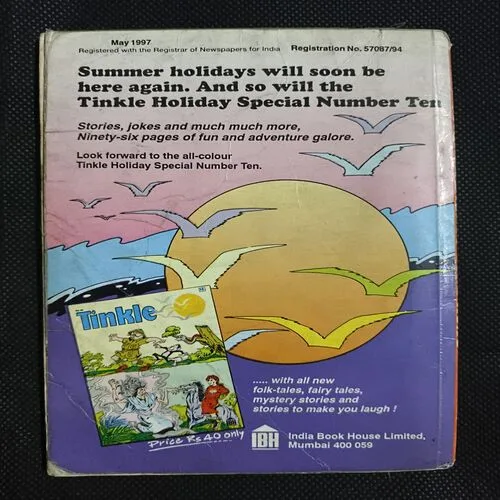 May 1997
Registered with the Registrar of Newspapers for India Registration No. 57087/94
Summer holidays will soon be
here again. And so will the
Tinkle Holiday Special Number Ten
Stories, jokes and much much more,
Ninety-six pages of fun and adventure galore.
Look forward to the all-colour
Tinkle Holiday Special Number Ten.
Tinkle
Price Rs 40 only
..... with all new
folk-tales, fairy tales,
mystery stories and
stories to make you laugh !
IBH
India Book House Limited,
Mumbai 400 059